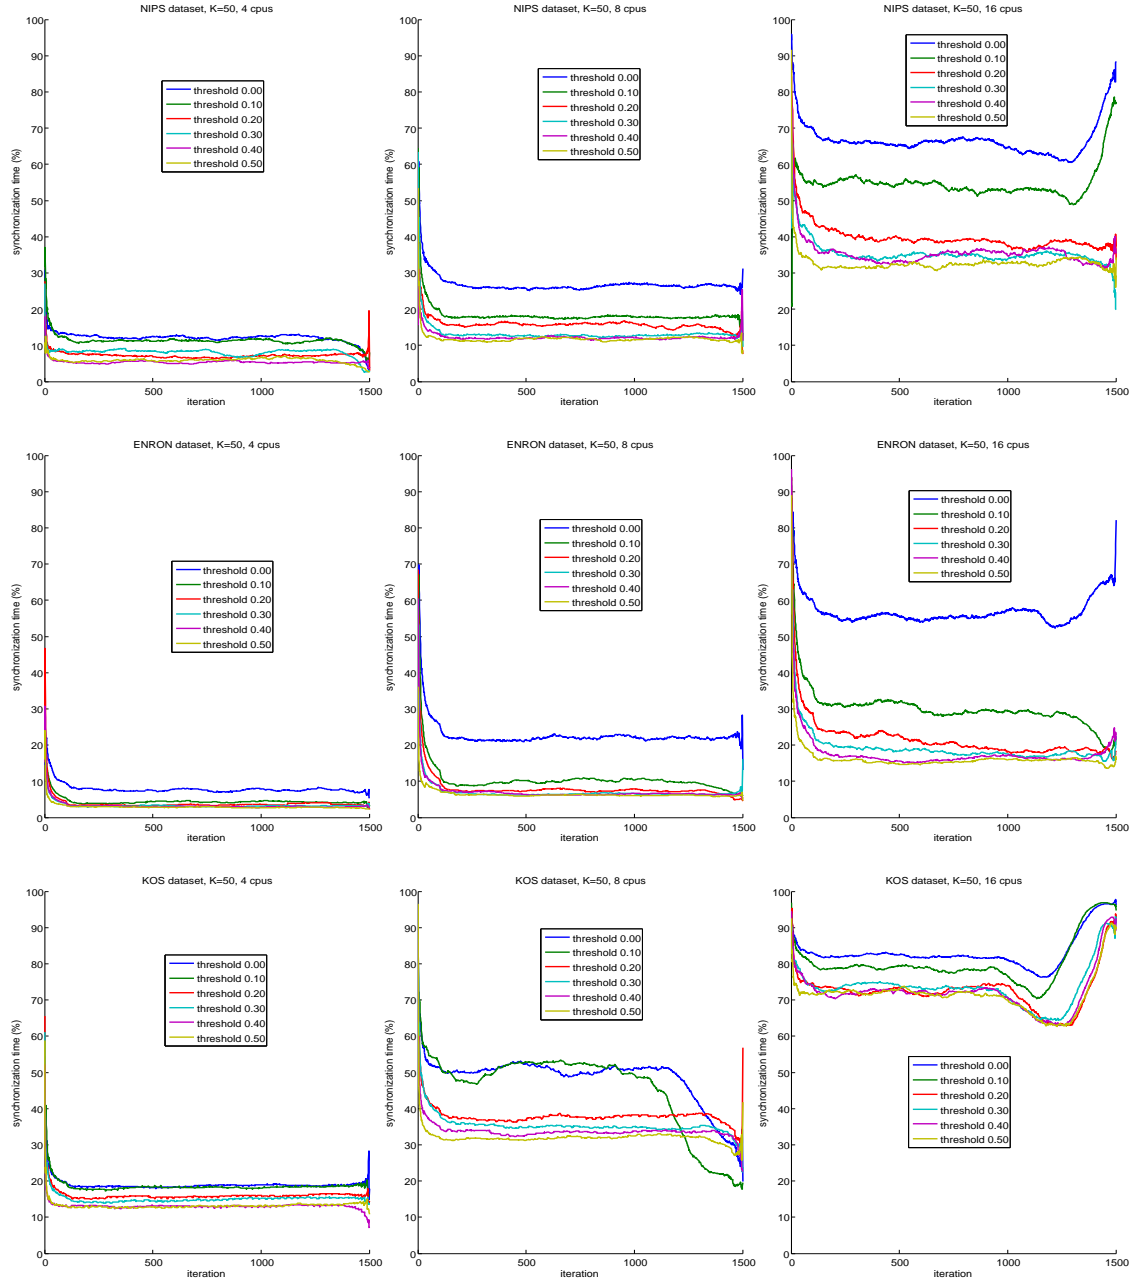 NIPS dataset, K=50, 4 cpus
synchronization time (%)
100
90
80
70
60
50
40
30
20
10
0
threshold 0.00
threshold 0.10
threshold 0.20
threshold 0.30
threshold 0.40
threshold 0.50
0 500 1000 1500
iteration
NIPS dataset, K=50, 8 cpus
synchronization time (%)
100
90
80
70
60
50
40
30
20
10
0
threshold 0.00
threshold 0.10
threshold 0.20
threshold 0.30
threshold 0.40
threshold 0.50
0 500 1000 1500
iteration
NIPS dataset, K=50, 16 cpus
synchronization time (%)
100
90
80
70
60
50
40
30
20
10
0
threshold 0.00
threshold 0.10
threshold 0.20
threshold 0.30
threshold 0.40
threshold 0.50
0 500 1000 1500
iteration
ENRON dataset, K=50, 4 cpus
synchronization time (%)
100
90
80
70
60
50
40
30
20
10
0
threshold 0.00
threshold 0.10
threshold 0.20
threshold 0.30
threshold 0.40
threshold 0.50
0 500 1000 1500
iteration
ENRON dataset, K=50, 8 cpus
synchronization time (%)
100
90
80
70
60
50
40
30
20
10
0
threshold 0.00
threshold 0.10
threshold 0.20
threshold 0.30
threshold 0.40
threshold 0.50
0 500 1000 1500
iteration
ENRON dataset, K=50, 16 cpus
synchronization time (%)
100
90
80
70
60
50
40
30
20
10
0
threshold 0.00
threshold 0.10
threshold 0.20
threshold 0.30
threshold 0.40
threshold 0.50
0 500 1000 1500
iteration
KOS dataset, K=50, 4 cpus
synchronization time (%)
100
90
80
70
60
50
40
30
20
10
0
threshold 0.00
threshold 0.10
threshold 0.20
threshold 0.30
threshold 0.40
threshold 0.50
0 500 1000 1500
iteration
KOS dataset, K=50, 8 cpus
synchronization time (%)
100
90
80
70
60
50
40
30
20
10
0
threshold 0.00
threshold 0.10
threshold 0.20
threshold 0.30
threshold 0.40
threshold 0.50
0 500 1000 1500
iteration
KOS dataset, K=50, 16 cpus
synchronization time (%)
100
90
80
70
60
50
40
30
20
10
0
threshold 0.00
threshold 0.10
threshold 0.20
threshold 0.30
threshold 0.40
threshold 0.50
0 500 1000 1500
iteration